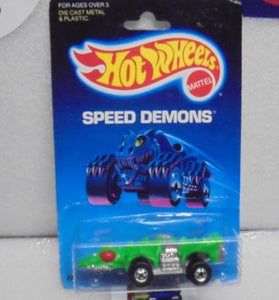 FOR AGES OVER 3
DIE CAST METAL
& PLASTIC.
Hot Wheels
MATTEL
SPEED DEMONS®